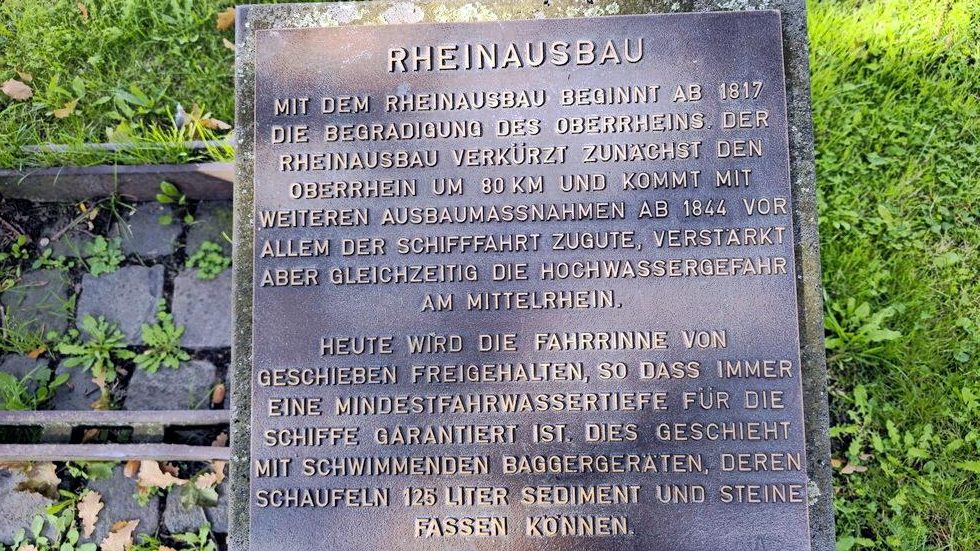 RHEINAUSBAU
MIT DEM RHEINAUSBAU BEGINNT AB 1817
DIE BEGRADIGUNG DES OBERRHEINS. DER
RHEINAUSBAU VERKÜRZT ZUNÄCHST DEN
OBERRHEIN UM 80 KM UND KOMMT MIT
WEITEREN AUSBAUMASSNAHMEN AB 1844 VOR
ALLEM DER SCHIFFFAHRT ZUGUTE, VERSTÄRKT
ABER GLEICHZEITIG DIE HOCHWASSERGEFAHR
AM MITTELRHEIN.
HEUTE WIRD DIE FAHRRINNE VON
GESCHIEBEN FREIGEHALTEN, SO DASS IMMER
EINE MINDESTFAHRWASSERTIEFE FÜR DIE
SCHIFFE GARANTIERT IST. DIES GESCHIEHT
MIT SCHWIMMENDEN BAGGERGERÄTEN, DEREN
SCHAUFELN 125 LITER SEDIMENT UND STEINE
FASSEN KÖNNEN.